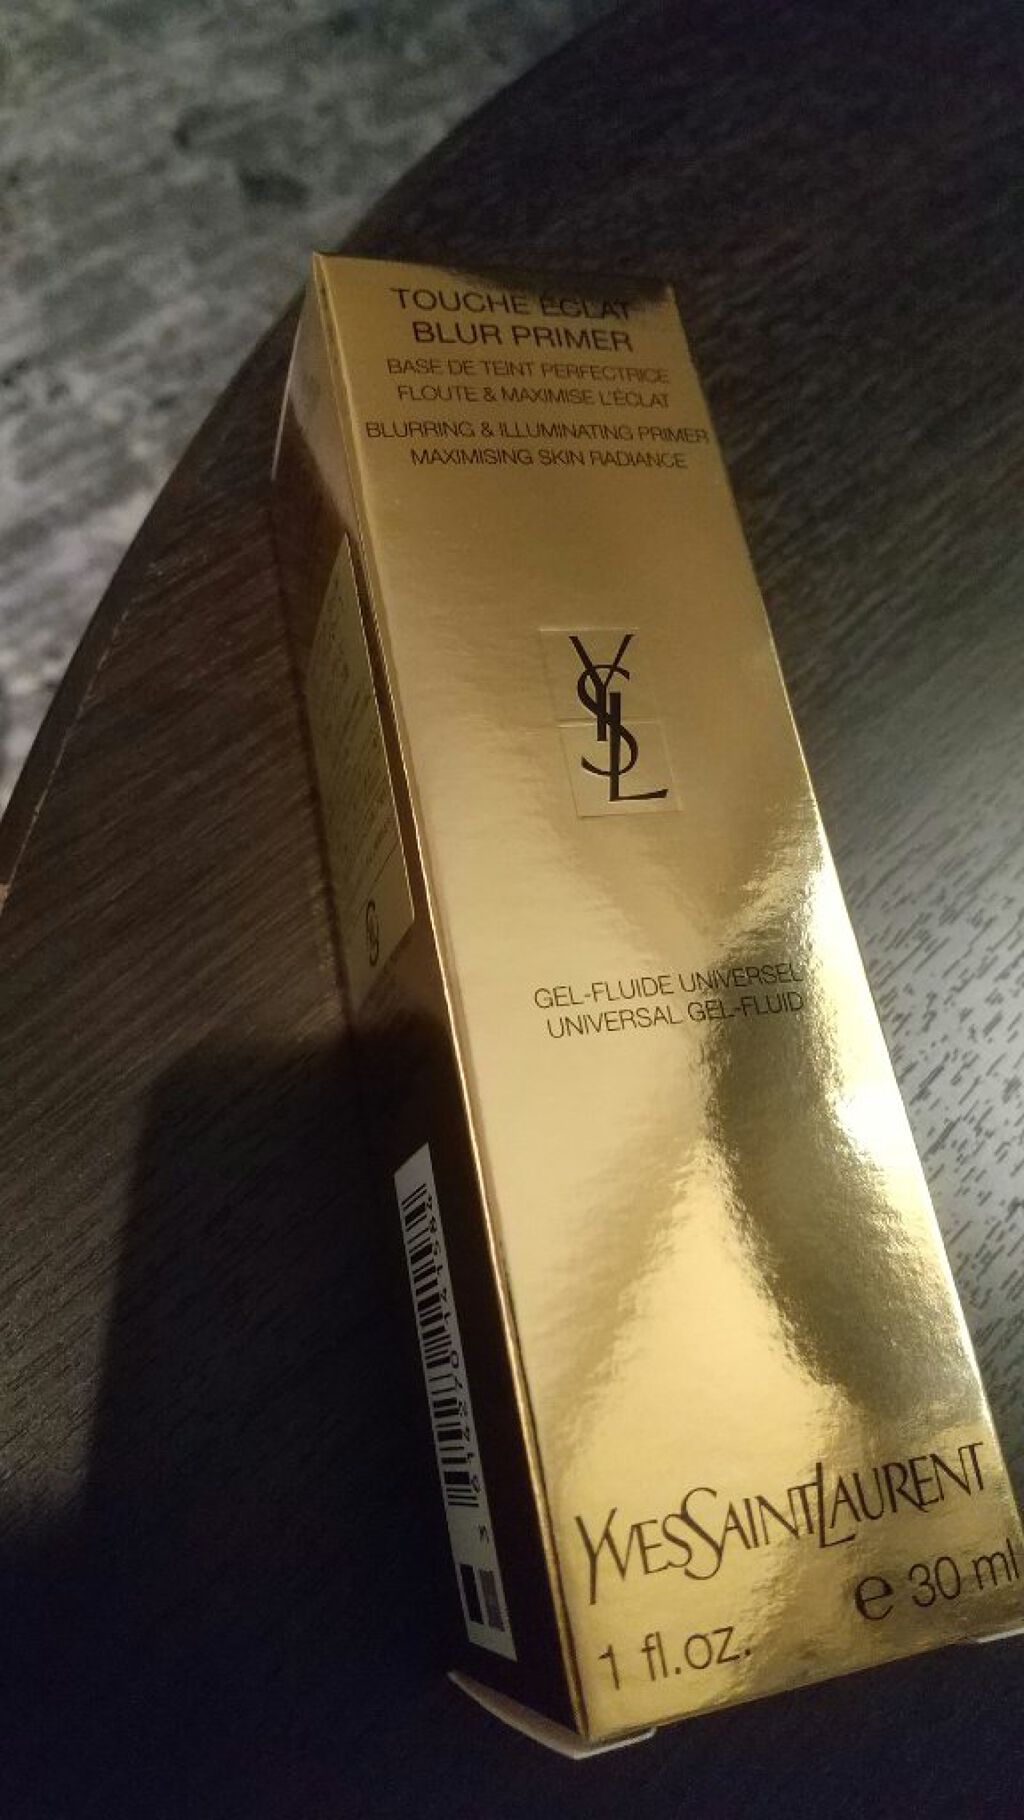 TOUCHE ÉCLAT
BLUR PRIMER
BASE DE TEINT PERFECTRICE
FLOUTE & MAXIMISE L'ÉCLAT
BLURRING & ILLUMINATING PRIMER
MAXIMISING SKIN RADIANCE
YSL
GEL-FLUIDE UNIVERSEL
UNIVERSAL GEL-FLUID
YVESSAINTLAURENT
e 30 ml
1 fl.oz.